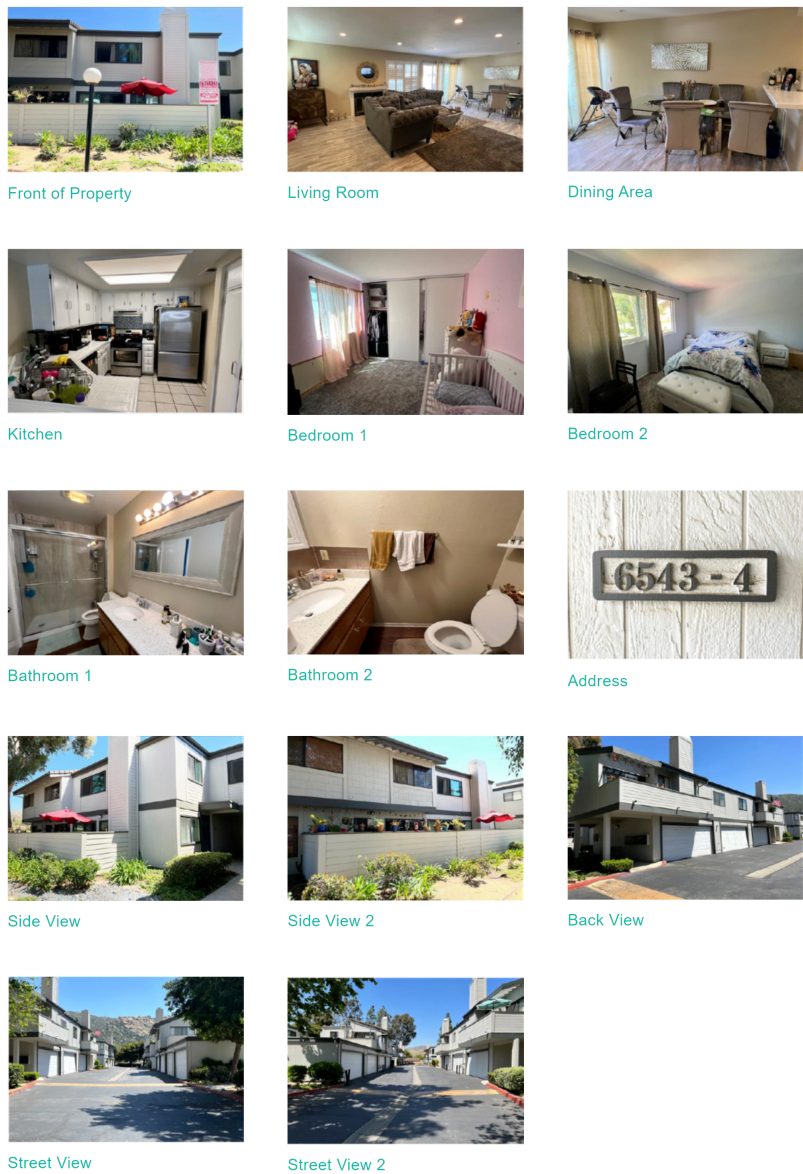 Front of Property
Living Room
Dining Area
Kitchen
Bedroom 1
Bedroom 2
Bathroom 1
Bathroom 2
6543 - 4
Address
Side View
Side View 2
Back View
Street View
Street View 2